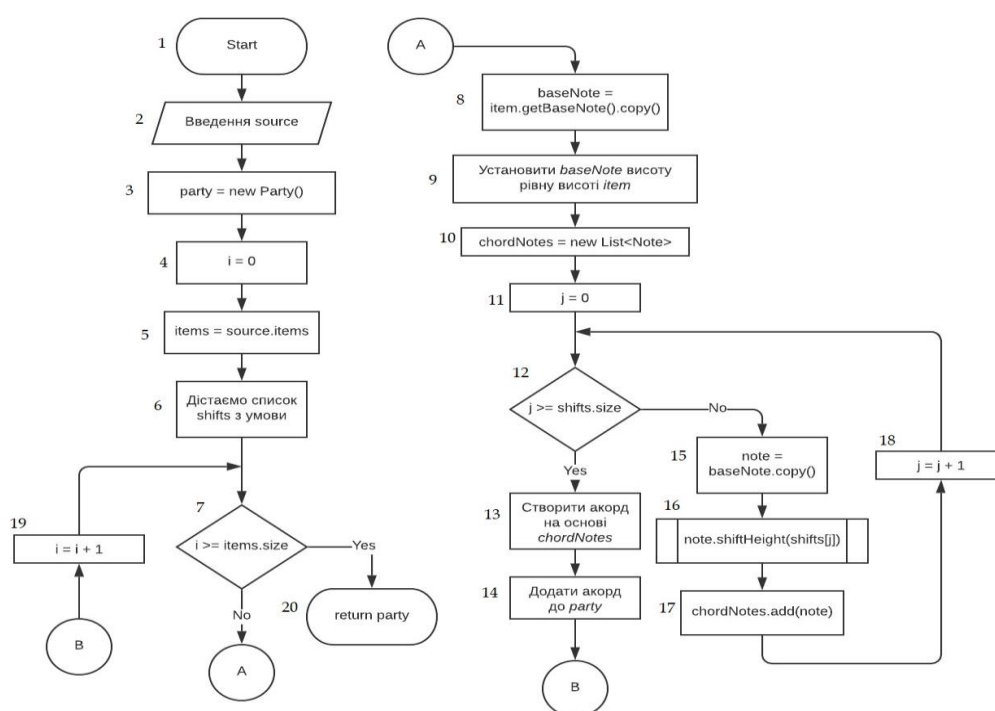 1
Start
2
Введення source
3
party = new Party()
4
i = 0
5
items = source.items
6
Дістаємо список
shifts з умови
7
i >= items.size
Yes
20
return party
No
A
19
i = i + 1
B
A
8
baseNote =
item.getBaseNote().copy()
9
Установити baseNote висоту
рівну висоті item
10
chordNotes = new List<Note>
11
j = 0
12
j >= shifts.size
No
Yes
13
Створити акорд
на основі
chordNotes
14
Додати акорд
до party
B
15
note =
baseNote.copy()
16
note.shiftHeight(shifts[j])
17
chordNotes.add(note)
18
j = j + 1